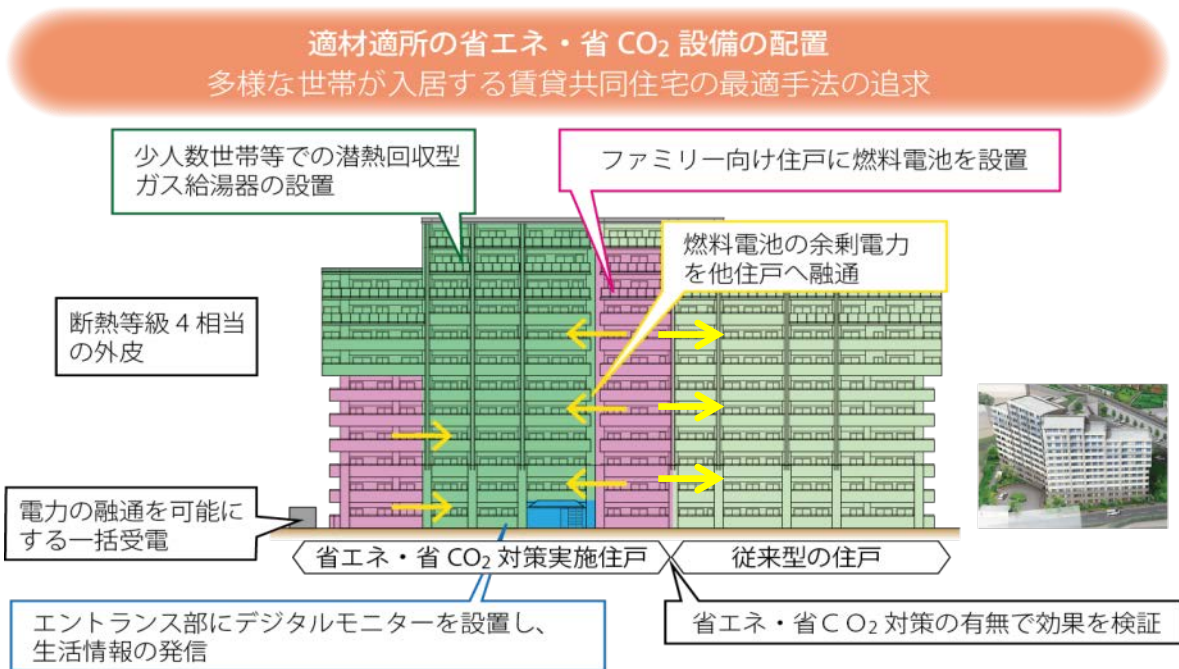 適材適所の省エネ・省 CO₂ 設備の配置
多様な世帯が入居する賃貸共同住宅の最適手法の追求
少人数世帯等での潜熱回収型
ガス給湯器の設置
ファミリー向け住戸に燃料電池を設置
燃料電池の余剰電力
を他住戸へ融通
断熱等級 4 相当
の外皮
電力の融通を可能に
する一括受電
省エネ・省 CO₂ 対策実施住戸
従来型の住戸
エントランス部にデジタルモニターを設置し、
生活情報の発信
省エネ・省CO₂ 対策の有無で効果を検証